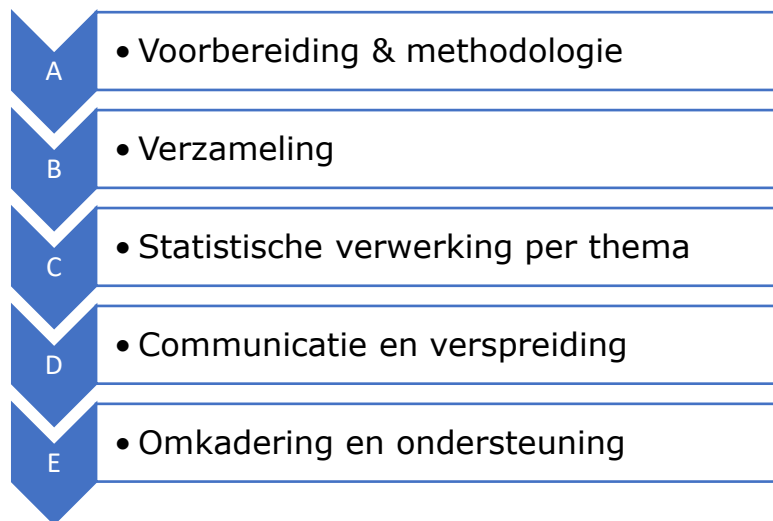 A
• Voorbereiding & methodologie
B
• Verzameling
C
• Statistische verwerking per thema
D
• Communicatie en verspreiding
E
• Omkadering en ondersteuning